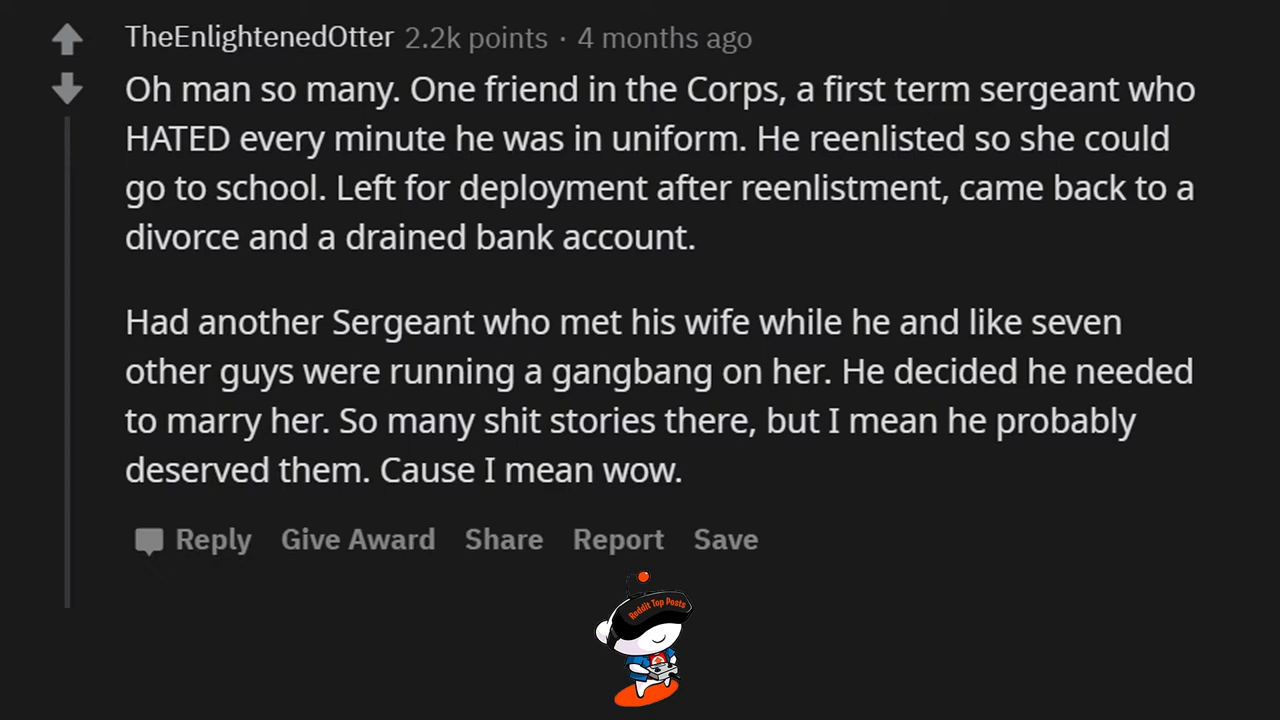 TheEnlightenedOtter 2.2k points · 4 months ago
Oh man so many. One friend in the Corps, a first term sergeant who
HATED every minute he was in uniform. He reenlisted so she could
go to school. Left for deployment after reenlistment, came back to a
divorce and a drained bank account.
Had another Sergeant who met his wife while he and like seven
other guys were running a gangbang on her. He decided he needed
to marry her. So many shit stories there, but I mean he probably
deserved them. Cause I mean wow.
Reply Give Award Share Report Save
Reddit Top Posts